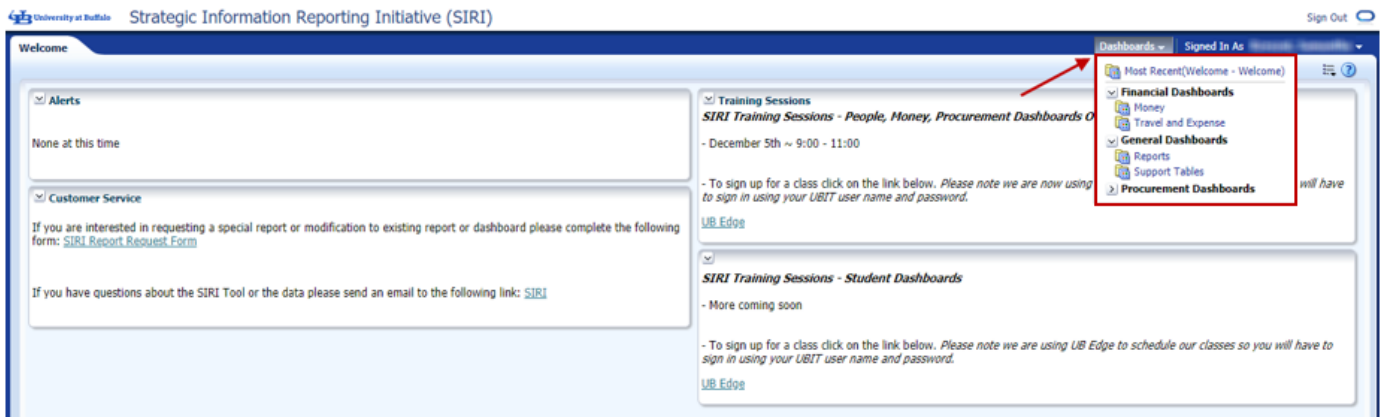 University at Buffalo Strategic Information Reporting Initiative (SIRI)
Sign Out
Welcome
Dashboards
Signed In As
Alerts
None at this time
Customer Service
If you are interested in requesting a special report or modification to existing report or dashboard please complete the following
form: SIRI Report Request Form
If you have questions about the SIRI Tool or the data please send an email to the following link: SIRI
Training Sessions
SIRI Training Sessions - People, Money, Procurement Dashboards O
- December 5th ~ 9:00 - 11:00
- To sign up for a class click on the link below. Please note we are now using
will have
to sign in using your UBIT user name and password.
UB Edge
SIRI Training Sessions - Student Dashboards
- More coming soon
- To sign up for a class click on the link below. Please note we are using UB Edge to schedule our classes so you will have to
sign in using your UBIT user name and password.
UB Edge
Most Recent(Welcome - Welcome)
Financial Dashboards
Money
Travel and Expense
General Dashboards
Reports
Support Tables
Procurement Dashboards